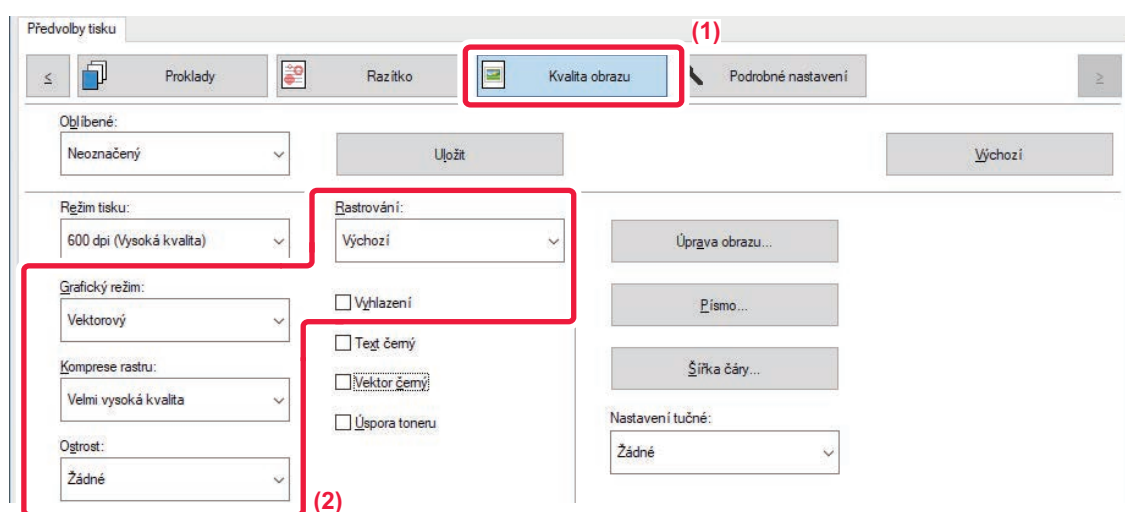 Předvolby tisku
(1)
≤ Proklady Razítko Kvalita obrazu Podrobné nastavení ≥
Oblíbené:
Neoznačený Uložit Výchozí
Režim tisku: Rastrování:
600 dpi (Vysoká kvalita) Výchozí Úprava obrazu...
Grafický režim:
Vektorový Vyhlazení Písmo...
Text černý
Komprese rastru: Šířka čáry...
Velmi vysoká kvalita Vektor černý
Úspora toneru Nastavení tučné:
Ostrost: Žádné
Žádné
(2)